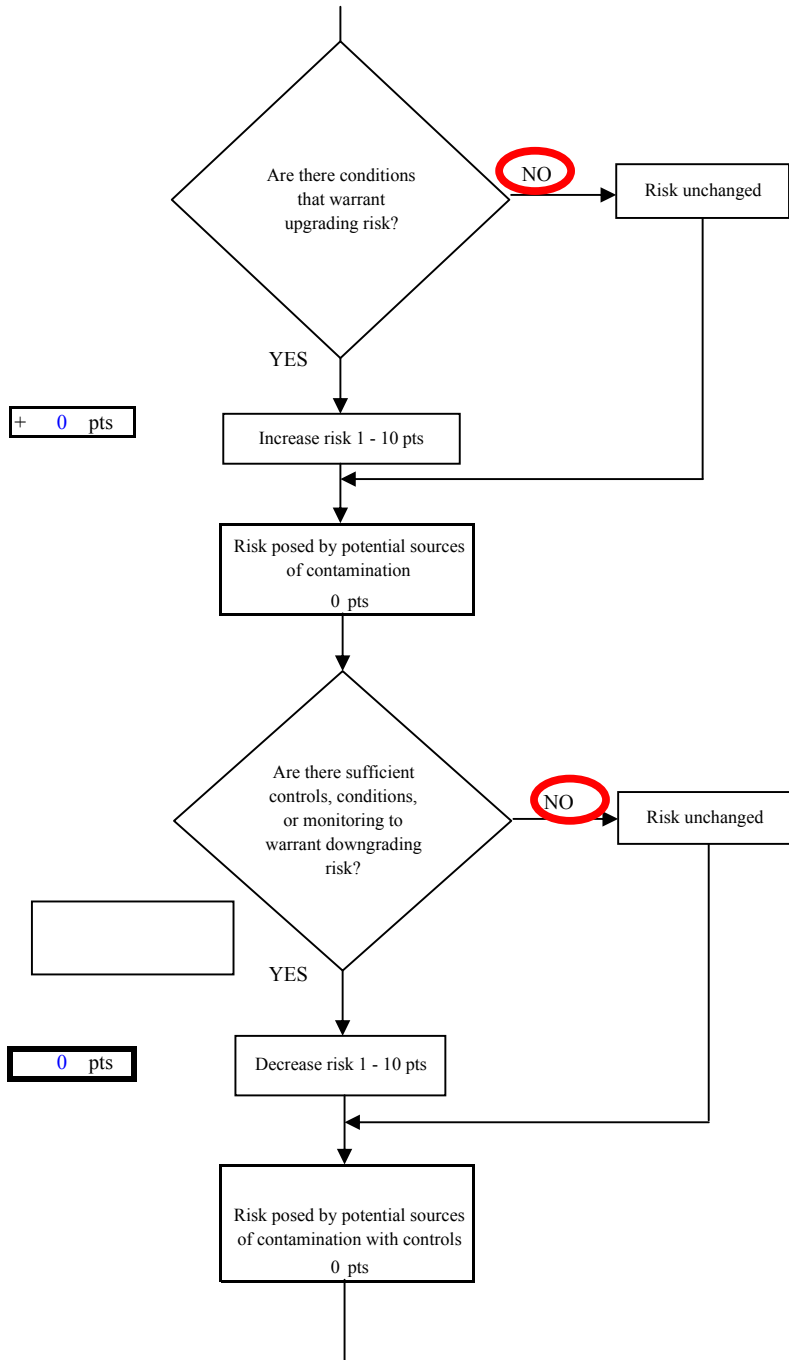 Are there conditions
that warrant
upgrading risk?
NO
Risk unchanged
YES
+ 0 pts
Increase risk 1 - 10 pts
Risk posed by potential sources
of contamination
0 pts
Are there sufficient
controls, conditions,
or monitoring to
warrant downgrading
risk?
NO
Risk unchanged
YES
0 pts
Decrease risk 1 - 10 pts
Risk posed by potential sources
of contamination with controls
0 pts